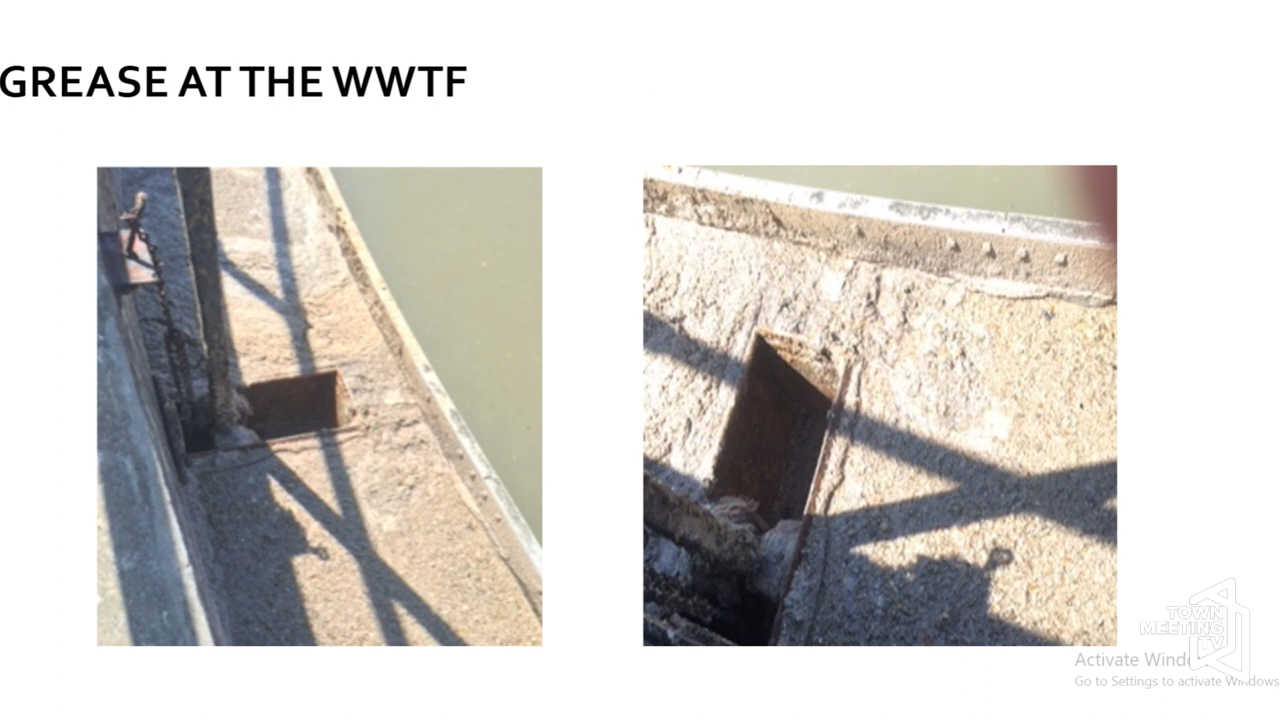 GREASE AT THE WWTF
TOWN
MEETING
TV
Activate Windo
Go to Settings to activate Windows